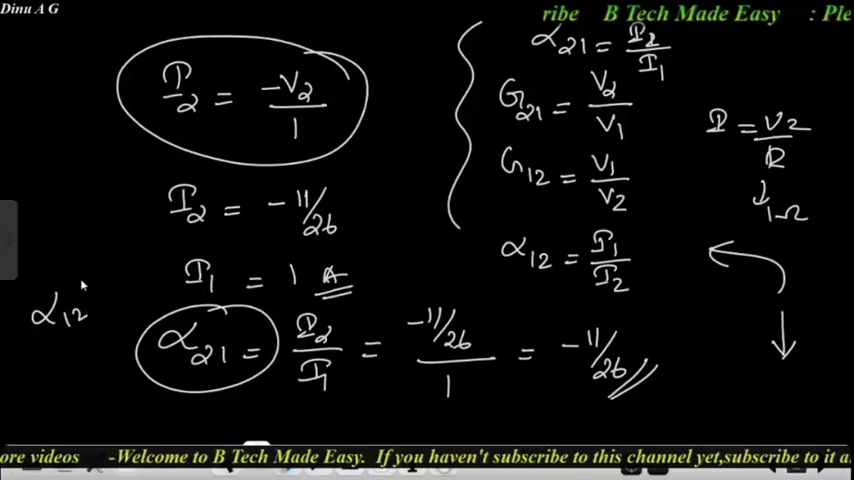 Dinu A G
ribe B Tech Made Easy : Ple
I2 = -V2/1
I2 = -11/26
I1 = 1 A
α12
α21 = I2/I1 = (-11/26)/1 = -11/26
α21 = I2/I1
G21 = V2/V1
G12 = V1/V2
α12 = I1/I2
I = V2/R
1Ω
ore videos -Welcome to B Tech Made Easy. If you haven't subscribe to this channel yet,subscribe to it a